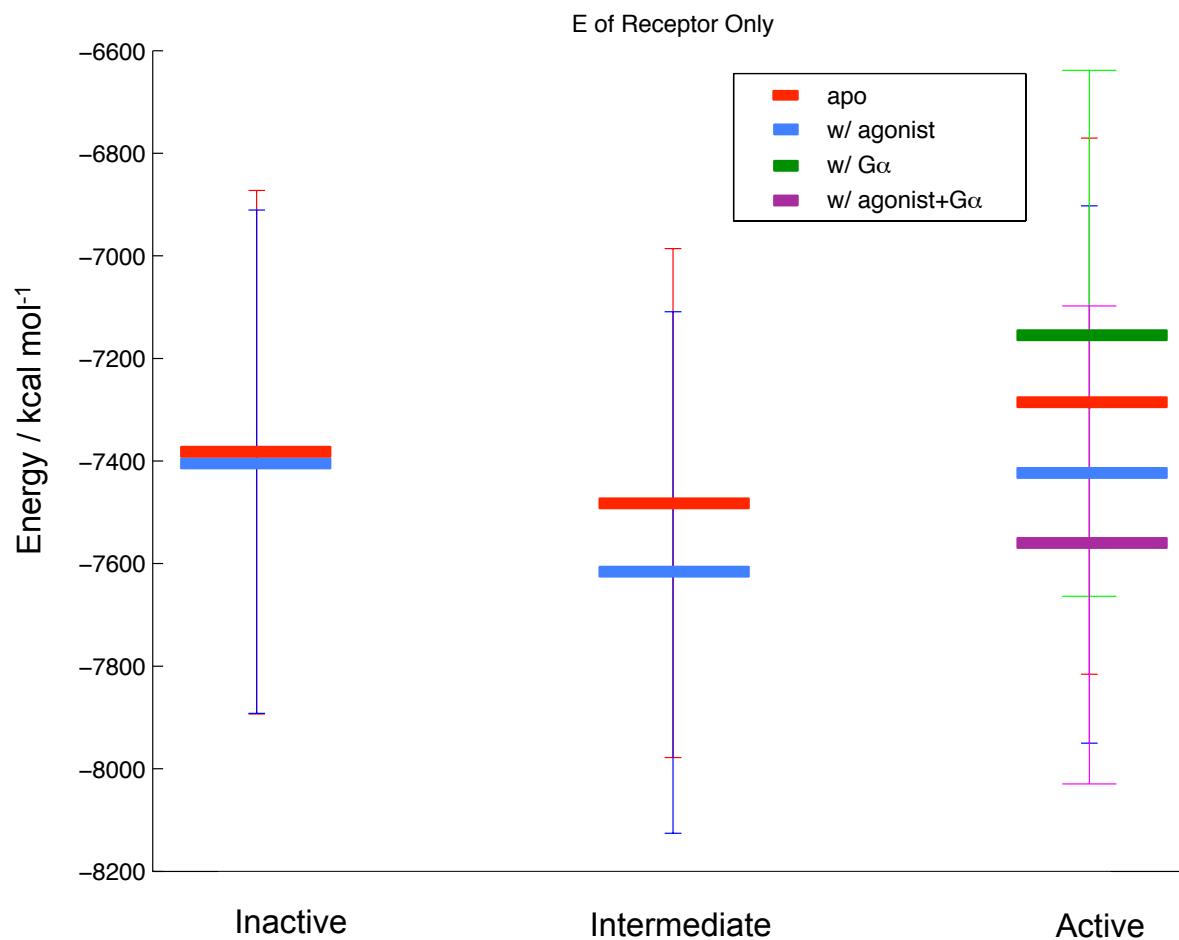 E of Receptor Only
−6600
−6800
−7000
−7200
−7400
−7600
−7800
−8000
−8200
Energy / kcal mol⁻¹
apo
w/ agonist
w/ Gα
w/ agonist+Gα
Inactive
Intermediate
Active